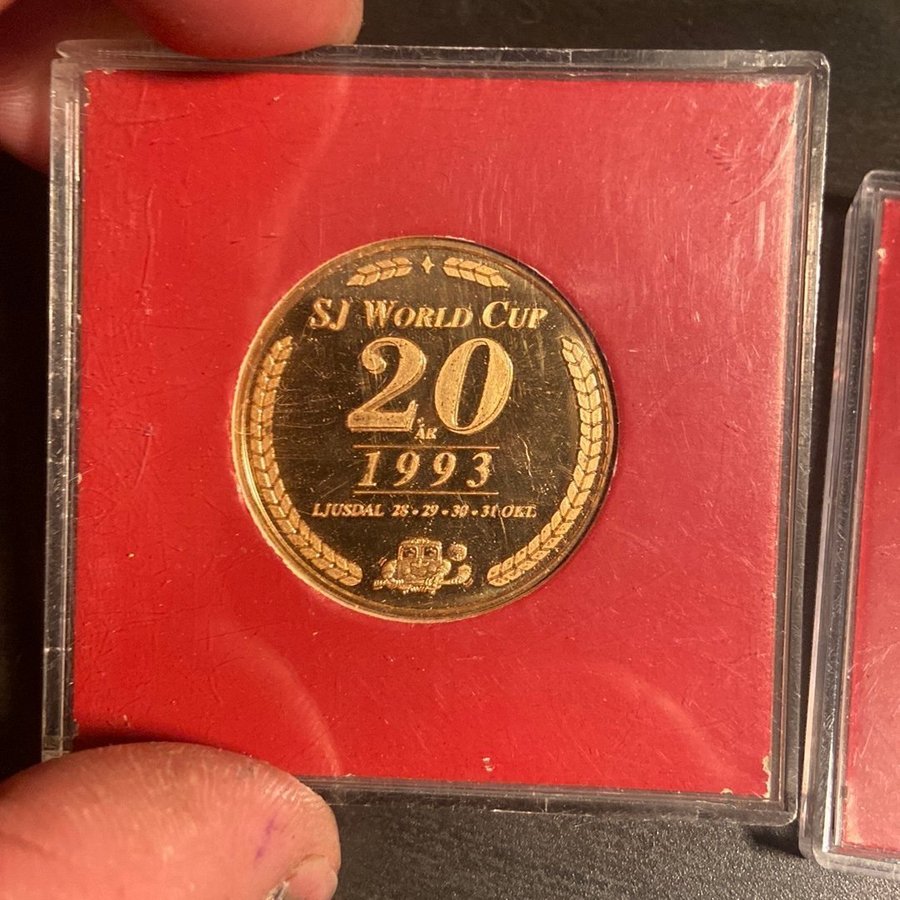 SJ WORLD CUP
20
ÅR
1993
LJUSDAL 28 • 29 • 30 • 31 OKT.